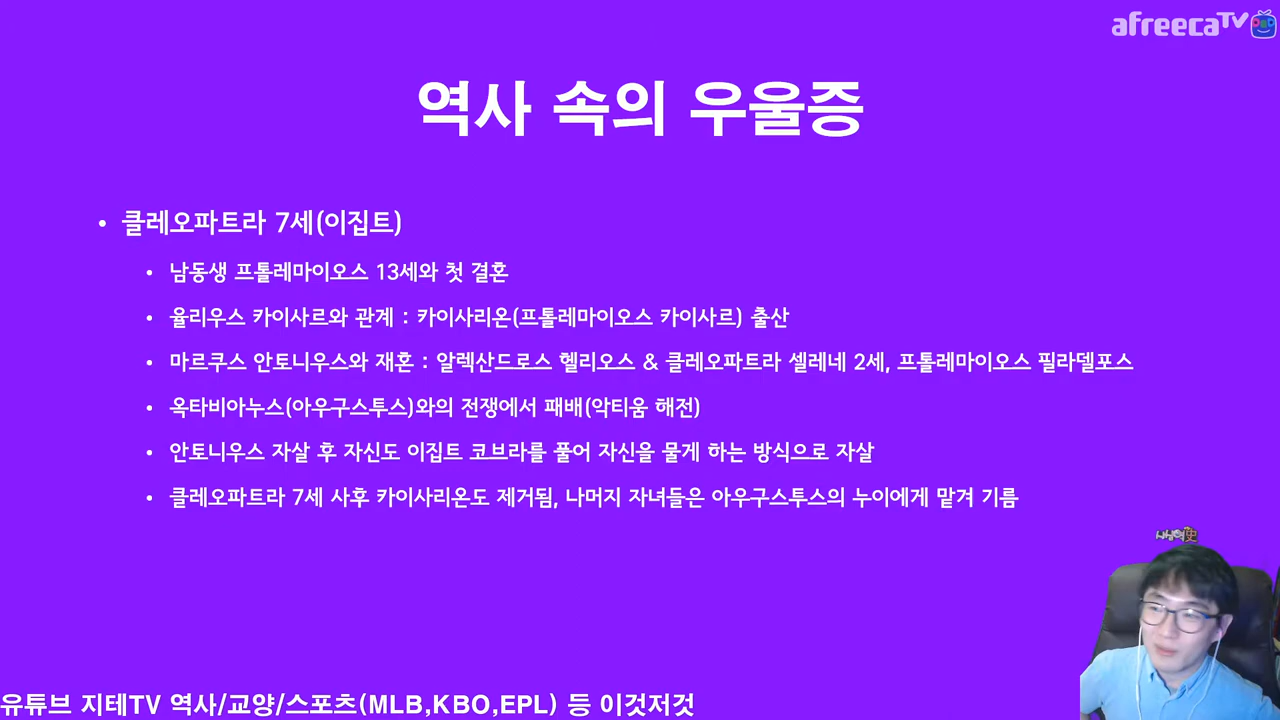 afreecaTV
역사 속의 우울증
• 클레오파트라 7세(이집트)
• 남동생 프톨레마이오스 13세와 첫 결혼
• 율리우스 카이사르와 관계 : 카이사리온(프톨레마이오스 카이사르) 출산
• 마르쿠스 안토니우스와 재혼 : 알렉산드로스 헬리오스 & 클레오파트라 셀레네 2세, 프톨레마이오스 필라델포스
• 옥타비아누스(아우구스투스)와의 전쟁에서 패배(악티움 해전)
• 안토니우스 자살 후 자신도 이집트 코브라를 풀어 자신을 물게 하는 방식으로 자살
• 클레오파트라 7세 사후 카이사리온도 제거됨, 나머지 자녀들은 아우구스투스의 누이에게 맡겨 기름
유튜브 지테TV 역사/교양/스포츠(MLB,KBO,EPL) 등 이것저것